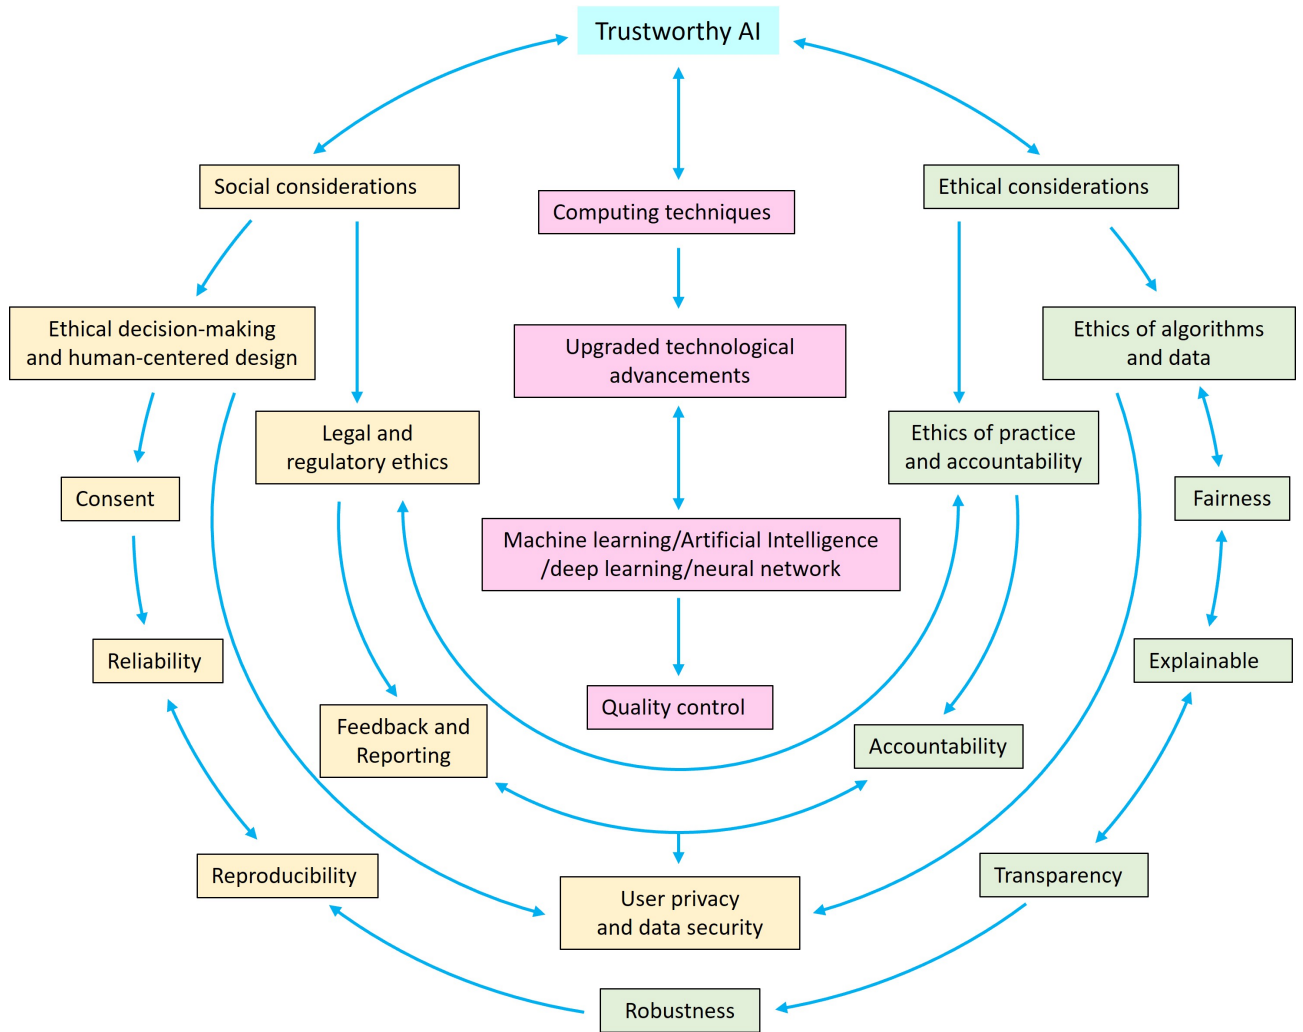 Trustworthy AI
Social considerations
Computing techniques
Ethical considerations
Ethical decision-making
and human-centered design
Upgraded technological
advancements
Ethics of algorithms
and data
Legal and
regulatory ethics
Ethics of practice
and accountability
Consent
Fairness
Machine learning/Artificial Intelligence
/deep learning/neural network
Reliability
Explainable
Quality control
Feedback and
Reporting
Accountability
Reproducibility
Transparency
User privacy
and data security
Robustness